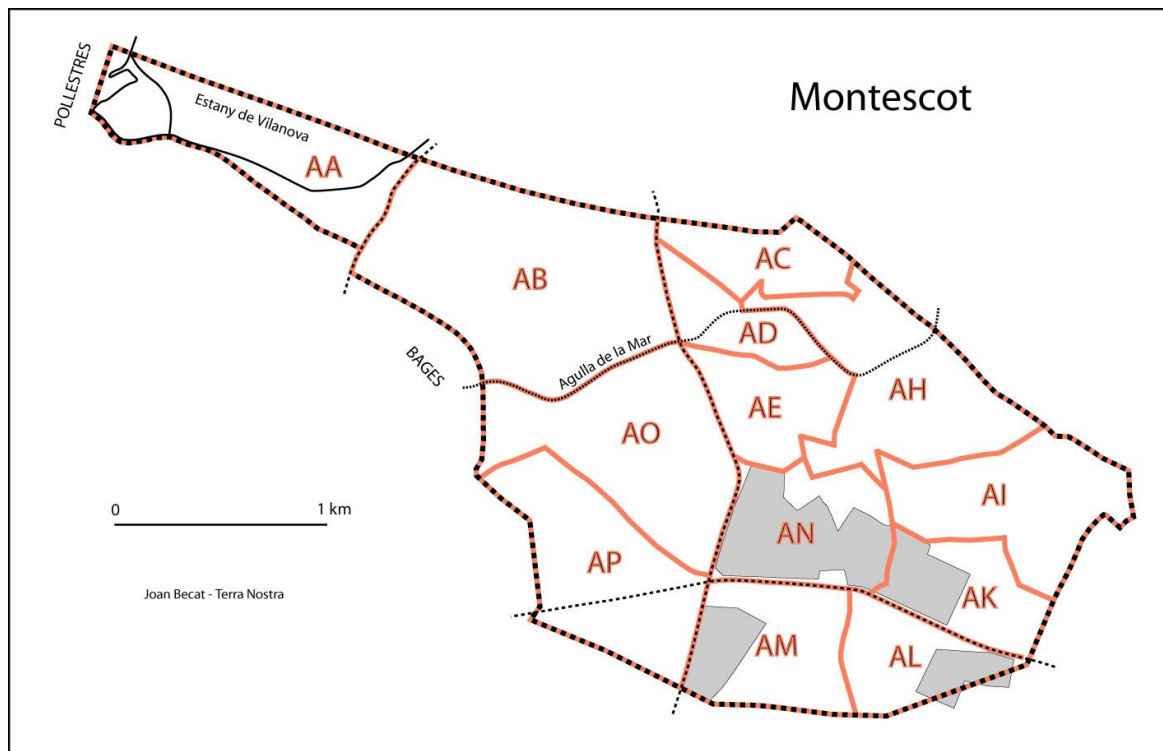 Montescot
POLLESTRES
Estany de Vilanova
AA
AB
AC
AD
Agulla de la Mar
BAGES
AE
AH
AO
AI
AN
AP
AK
AM
AL
0 1 km
Joan Becat - Terra Nostra